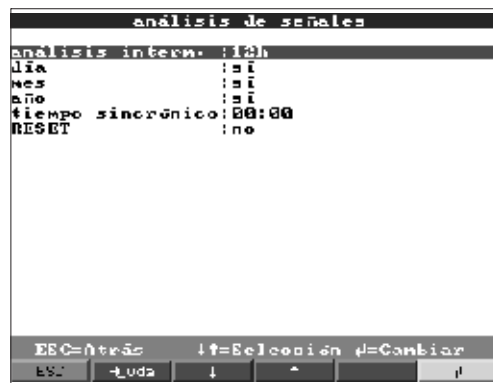 análisis de señales
análisis interm. :12h
día :sí
mes :sí
año :sí
tiempo sincrónico:00:00
RESET :no
ESC=Atrás ↓↑=Selección ↵=Cambiar
ESC Ayuda ↓ ↑ ↵